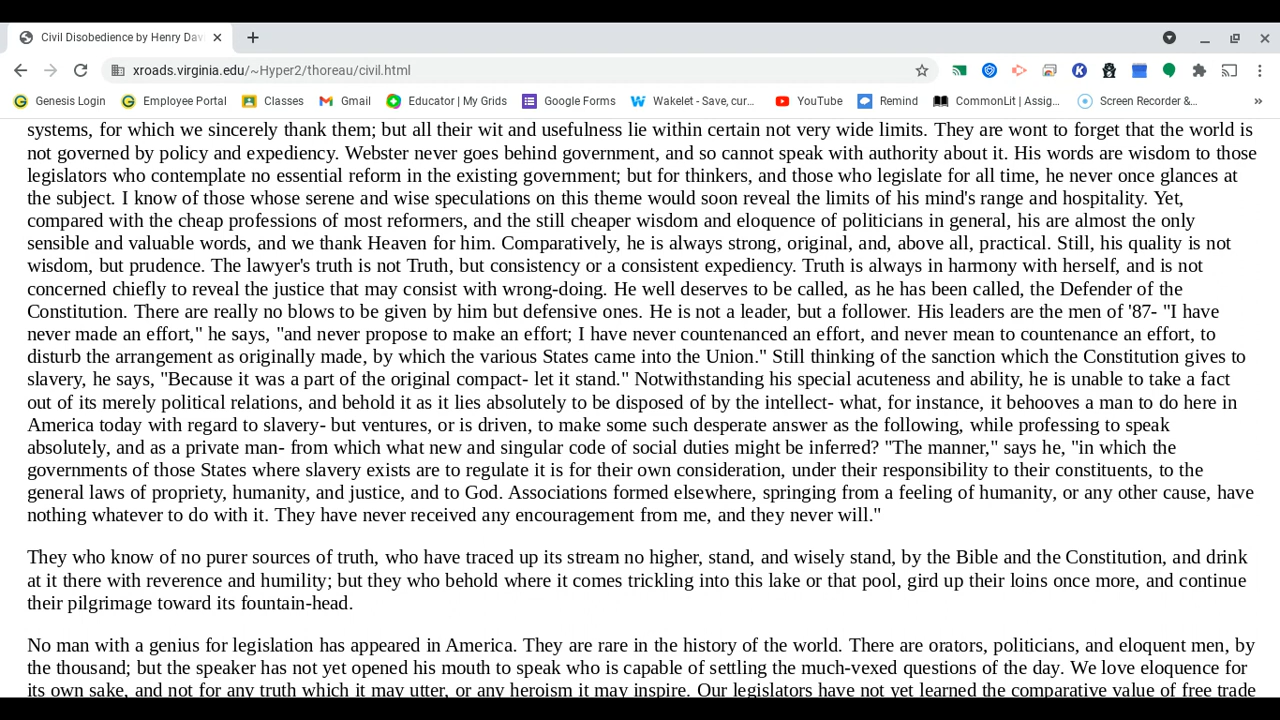 Civil Disobedience by Henry Dav
xroads.virginia.edu/~Hyper2/thoreau/civil.html
Genesis Login Employee Portal Classes Gmail Educator | My Grids Google Forms Wakelet - Save, cur... YouTube Remind CommonLit | Assig... Screen Recorder &... »
systems, for which we sincerely thank them; but all their wit and usefulness lie within certain not very wide limits. They are wont to forget that the world is
not governed by policy and expediency. Webster never goes behind government, and so cannot speak with authority about it. His words are wisdom to those
legislators who contemplate no essential reform in the existing government; but for thinkers, and those who legislate for all time, he never once glances at
the subject. I know of those whose serene and wise speculations on this theme would soon reveal the limits of his mind's range and hospitality. Yet,
compared with the cheap professions of most reformers, and the still cheaper wisdom and eloquence of politicians in general, his are almost the only
sensible and valuable words, and we thank Heaven for him. Comparatively, he is always strong, original, and, above all, practical. Still, his quality is not
wisdom, but prudence. The lawyer's truth is not Truth, but consistency or a consistent expediency. Truth is always in harmony with herself, and is not
concerned chiefly to reveal the justice that may consist with wrong-doing. He well deserves to be called, as he has been called, the Defender of the
Constitution. There are really no blows to be given by him but defensive ones. He is not a leader, but a follower. His leaders are the men of '87- "I have
never made an effort," he says, "and never propose to make an effort; I have never countenanced an effort, and never mean to countenance an effort, to
disturb the arrangement as originally made, by which the various States came into the Union." Still thinking of the sanction which the Constitution gives to
slavery, he says, "Because it was a part of the original compact- let it stand." Notwithstanding his special acuteness and ability, he is unable to take a fact
out of its merely political relations, and behold it as it lies absolutely to be disposed of by the intellect- what, for instance, it behooves a man to do here in
America today with regard to slavery- but ventures, or is driven, to make some such desperate answer as the following, while professing to speak
absolutely, and as a private man- from which what new and singular code of social duties might be inferred? "The manner," says he, "in which the
governments of those States where slavery exists are to regulate it is for their own consideration, under their responsibility to their constituents, to the
general laws of propriety, humanity, and justice, and to God. Associations formed elsewhere, springing from a feeling of humanity, or any other cause, have
nothing whatever to do with it. They have never received any encouragement from me, and they never will."
They who know of no purer sources of truth, who have traced up its stream no higher, stand, and wisely stand, by the Bible and the Constitution, and drink
at it there with reverence and humility; but they who behold where it comes trickling into this lake or that pool, gird up their loins once more, and continue
their pilgrimage toward its fountain-head.
No man with a genius for legislation has appeared in America. They are rare in the history of the world. There are orators, politicians, and eloquent men, by
the thousand; but the speaker has not yet opened his mouth to speak who is capable of settling the much-vexed questions of the day. We love eloquence for
its own sake, and not for any truth which it may utter, or any heroism it may inspire. Our legislators have not yet learned the comparative value of free trade